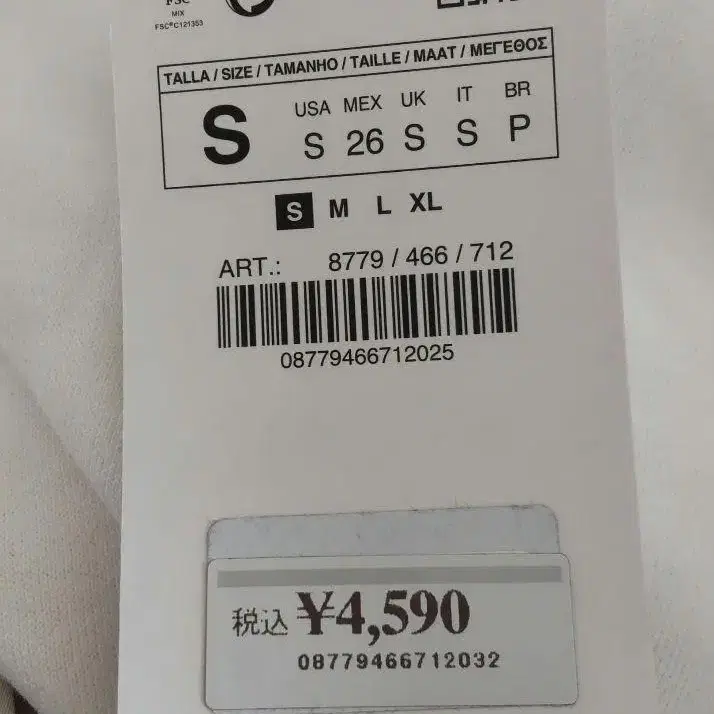 FSC
MIX
FSC® C121353
TALLA / SIZE / TAMANHO / TAILLE / MAAT / ΜΕΓΕΘΟΣ
S
USA MEX UK IT BR
S 26 S S P
S M L XL
ART.: 8779 / 466 / 712
08779466712025
税込 ¥4,590
08779466712032